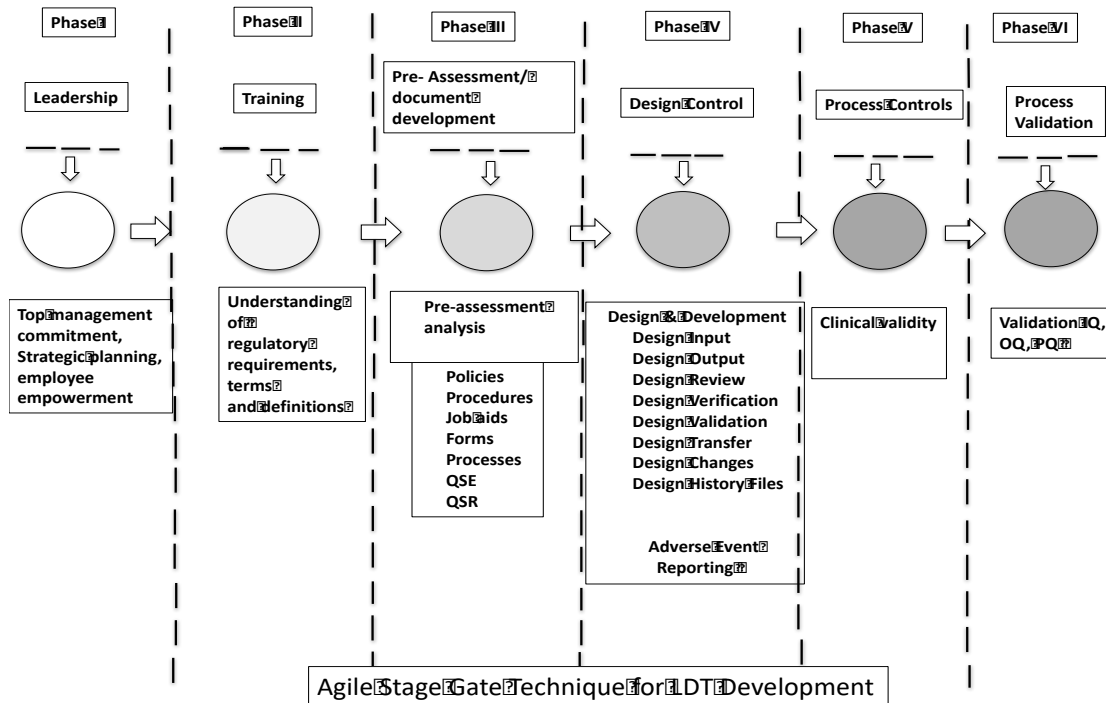 Phase I
Phase II
Phase III
Phase IV
Phase V
Phase VI
Leadership
Training
Pre- Assessment/
document
development
Design Control
Process Controls
Process
Validation
Top management
commitment,
Strategic planning,
employee
empowerment
Understanding
of
regulatory
requirements,
terms
and definitions
Pre-assessment
analysis
Policies
Procedures
Job aids
Forms
Processes
QSE
QSR
Design & Development
Design Input
Design Output
Design Review
Design Verification
Design Validation
Design Transfer
Design Changes
Design History Files
Adverse Event
Reporting
Clinical validity
Validation IQ,
OQ, PQ
Agile Stage Gate Technique for LDT Development